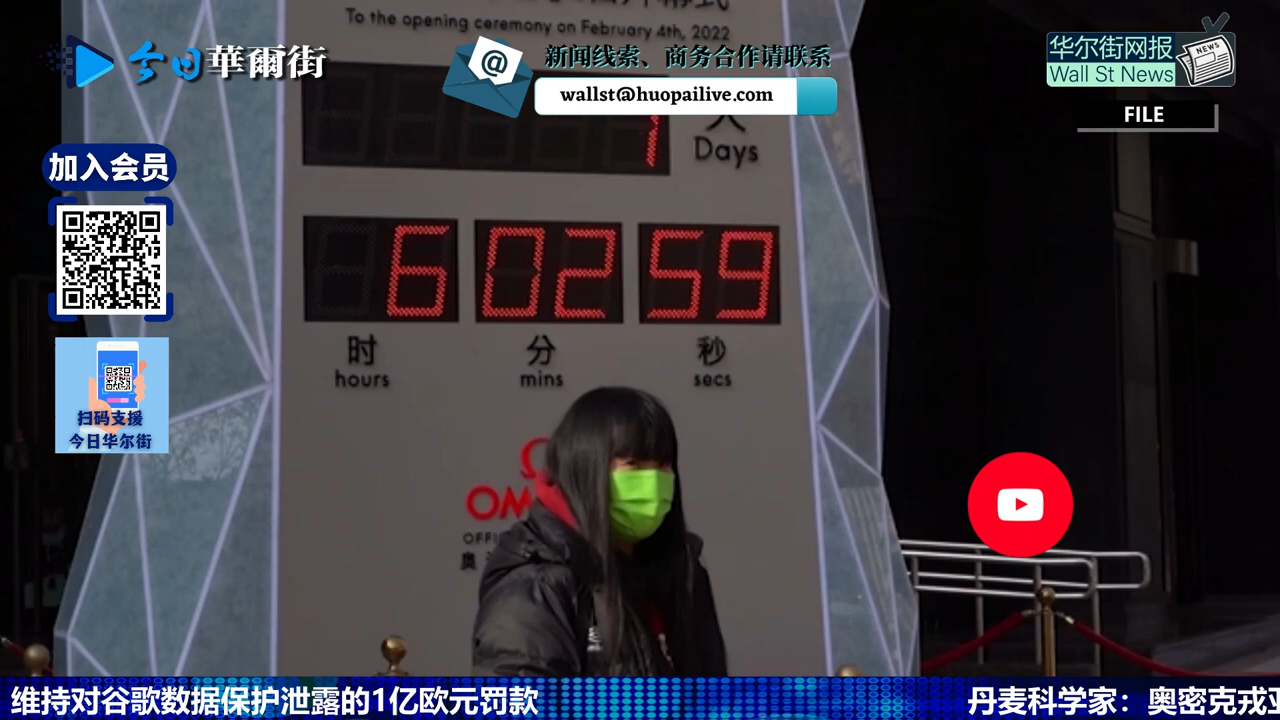 To the opening ceremony on February 4th, 2022
今日華爾街
新闻线索、商务合作请联系
wallst@huopailive.com
华尔街网报
Wall St News
NEWS
FILE
1
Days
加入会员
6 02 59
时 分 秒
hours mins secs
扫码支援
今日华尔街
维持对谷歌数据保护泄露的1亿欧元罚款
丹麦科学家：奥密克戎